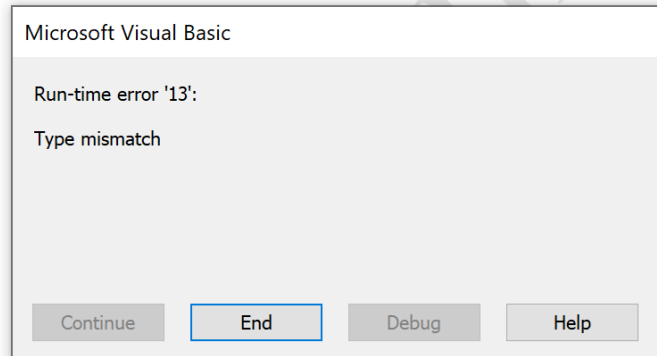 Microsoft Visual Basic
Run-time error '13':
Type mismatch
Continue End Debug Help